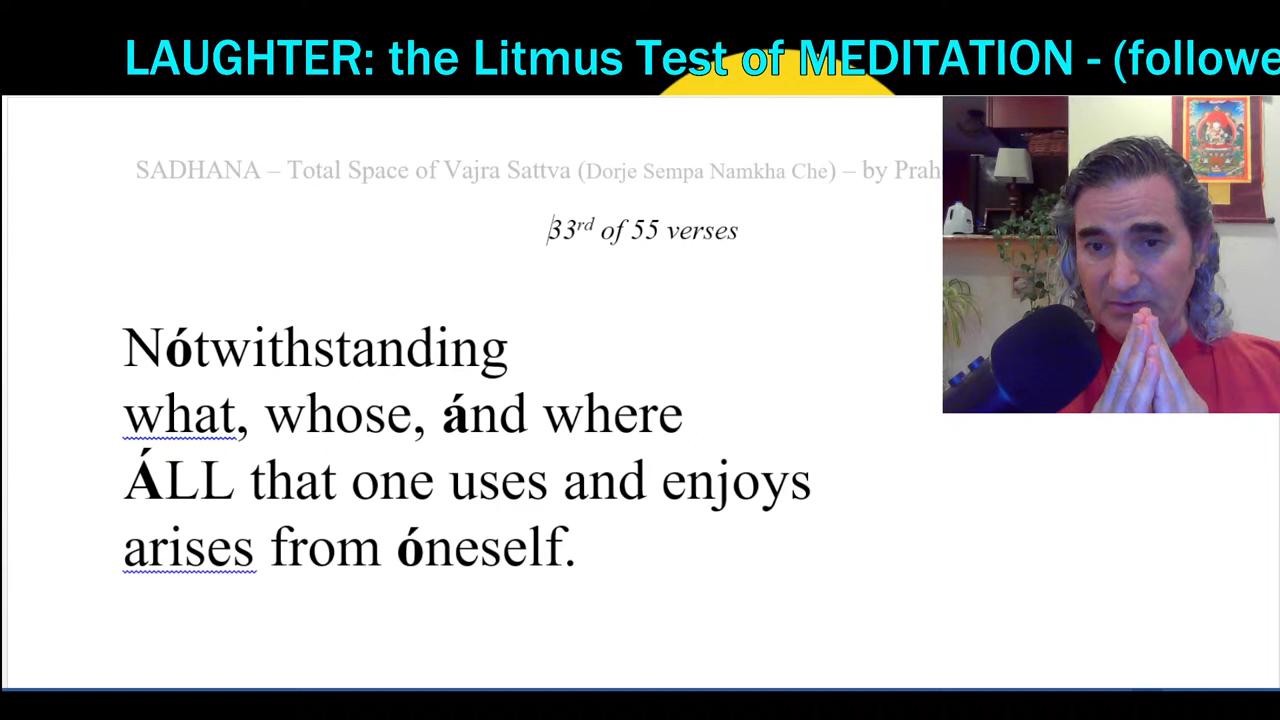 LAUGHTER: the Litmus Test of MEDITATION - (followe
SADHANA – Total Space of Vajra Sattva (Dorje Sempa Namkha Che) – by Prah
33rd of 55 verses
Nótwithstanding
what, whose, ánd where
ÁLL that one uses and enjoys
arises from óneself.